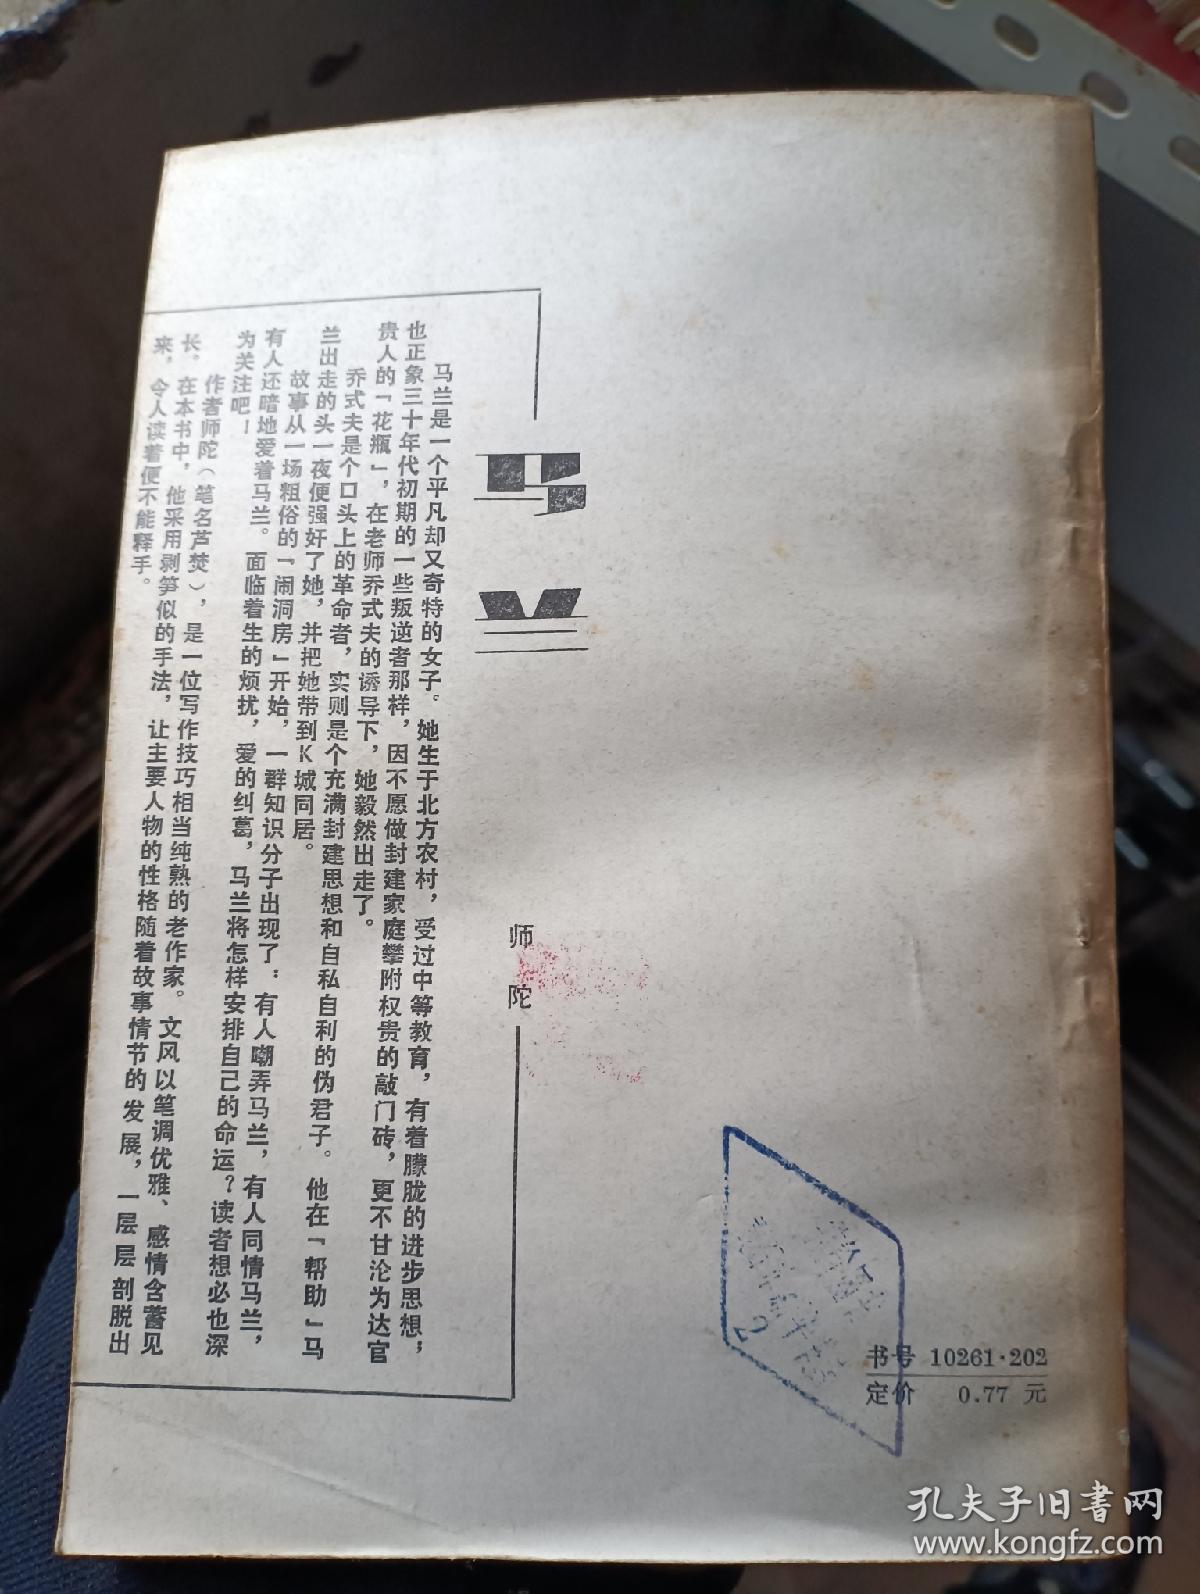 马兰
师陀
马兰是一个平凡却又奇特的女子。她生于北方农村，受过中等教育，有着朦胧的进步思想，
也正象三十年代初期的一些叛逆者那样，因不愿做封建家庭攀附权贵的敲门砖，更不甘沦为达官
贵人的「花瓶」，在老师乔式夫的诱导下，她毅然出走了。
乔式夫是个口头上的革命者，实则是个充满封建思想和自私自利的伪君子。他在「帮助」马
兰出走的头一夜便强奸了她，并把她带到K城同居。
故事从一场粗俗的「闹洞房」开始，一群知识分子出现了：有人嘲弄马兰，有人同情马兰，
有人还暗地爱着马兰。面临着生的烦扰，爱的纠葛，马兰将怎样安排自己的命运？读者想必也深
为关注吧！
作者师陀（笔名芦焚），是一位写作技巧相当纯熟的老作家。文风以笔调优雅、感情含蓄见
长。在本书中，他采用剥笋似的手法，让主要人物的性格随着故事情节的发展，一层层剖脱出
来，令人读着便不能释手。
2
书号 10261·202
定价 0.77 元
孔夫子旧書网
www.kongfz.com